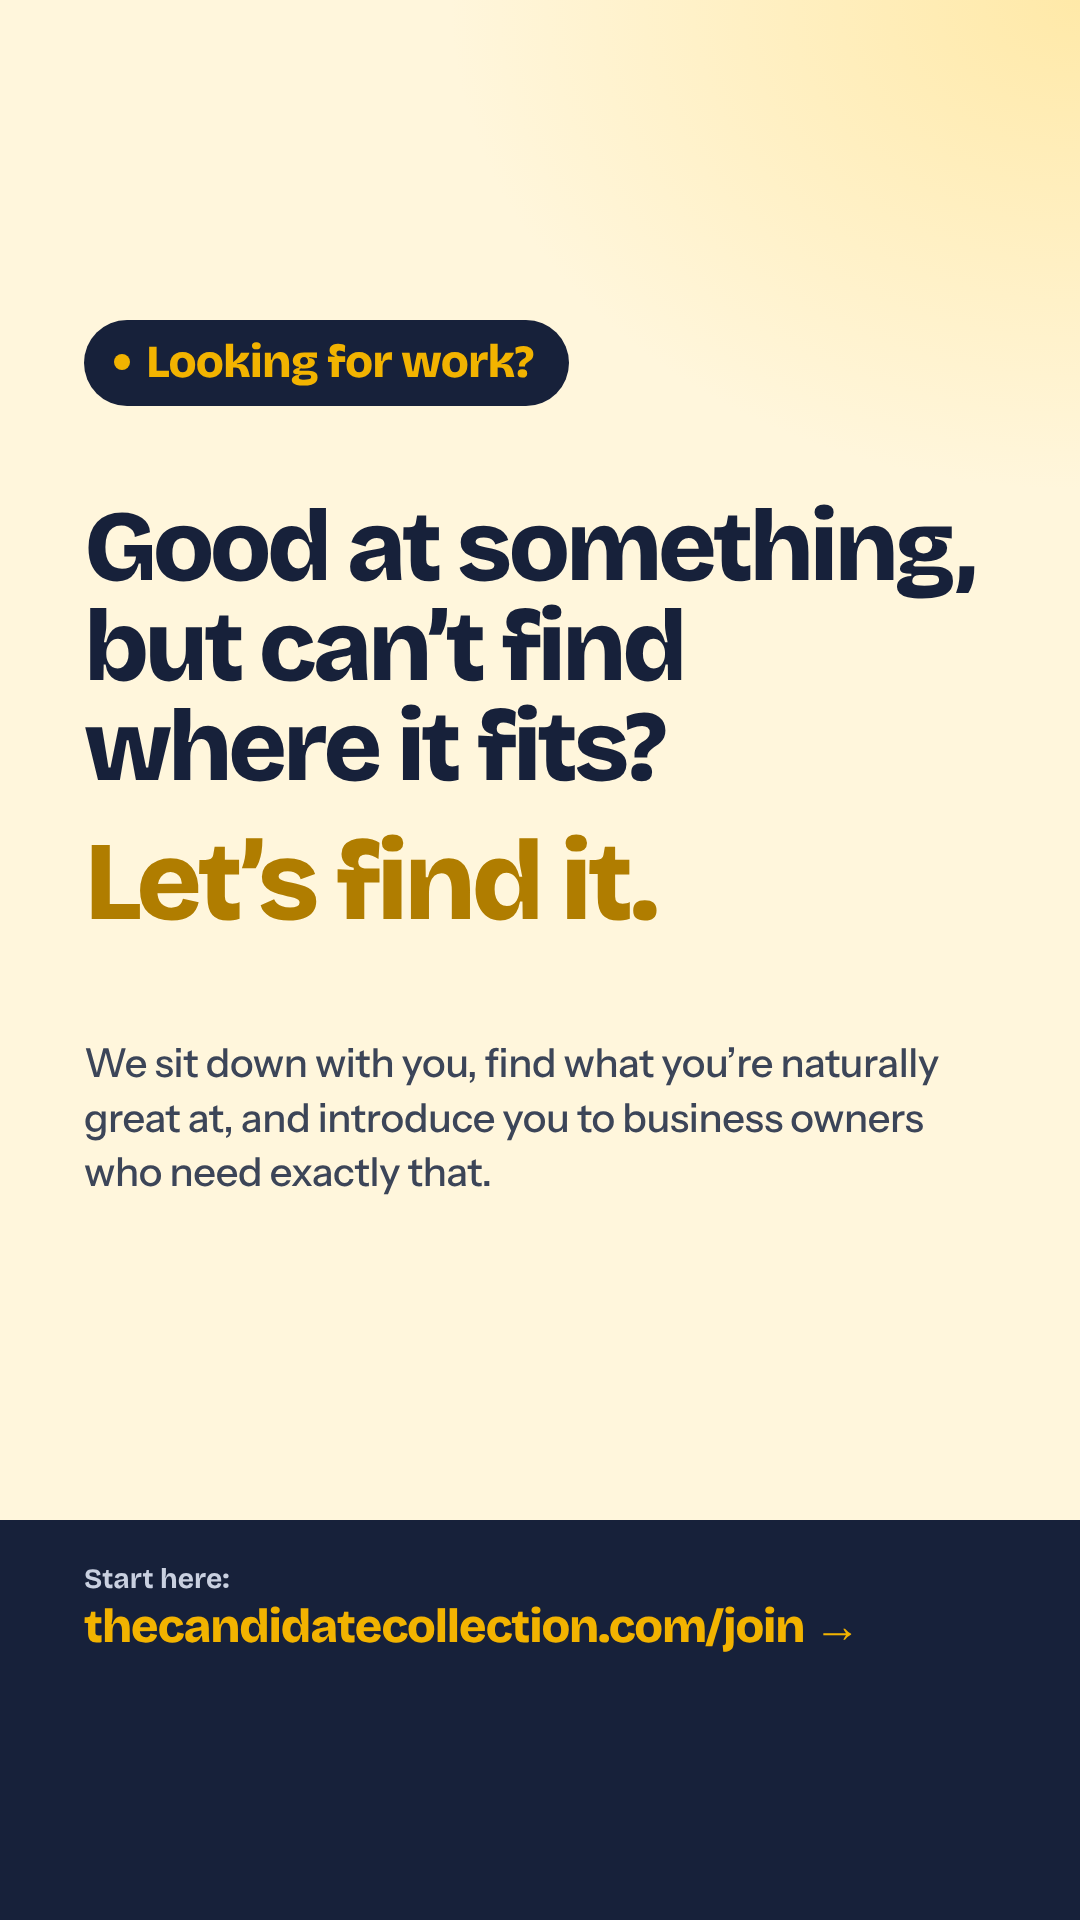 Looking for work?
Good at something,
but can’t find
where it fits?
Let’s find it.
We sit down with you, find what you’re naturally
great at, and introduce you to business owners
who need exactly that.
Start here:
thecandidatecollection.com/join →